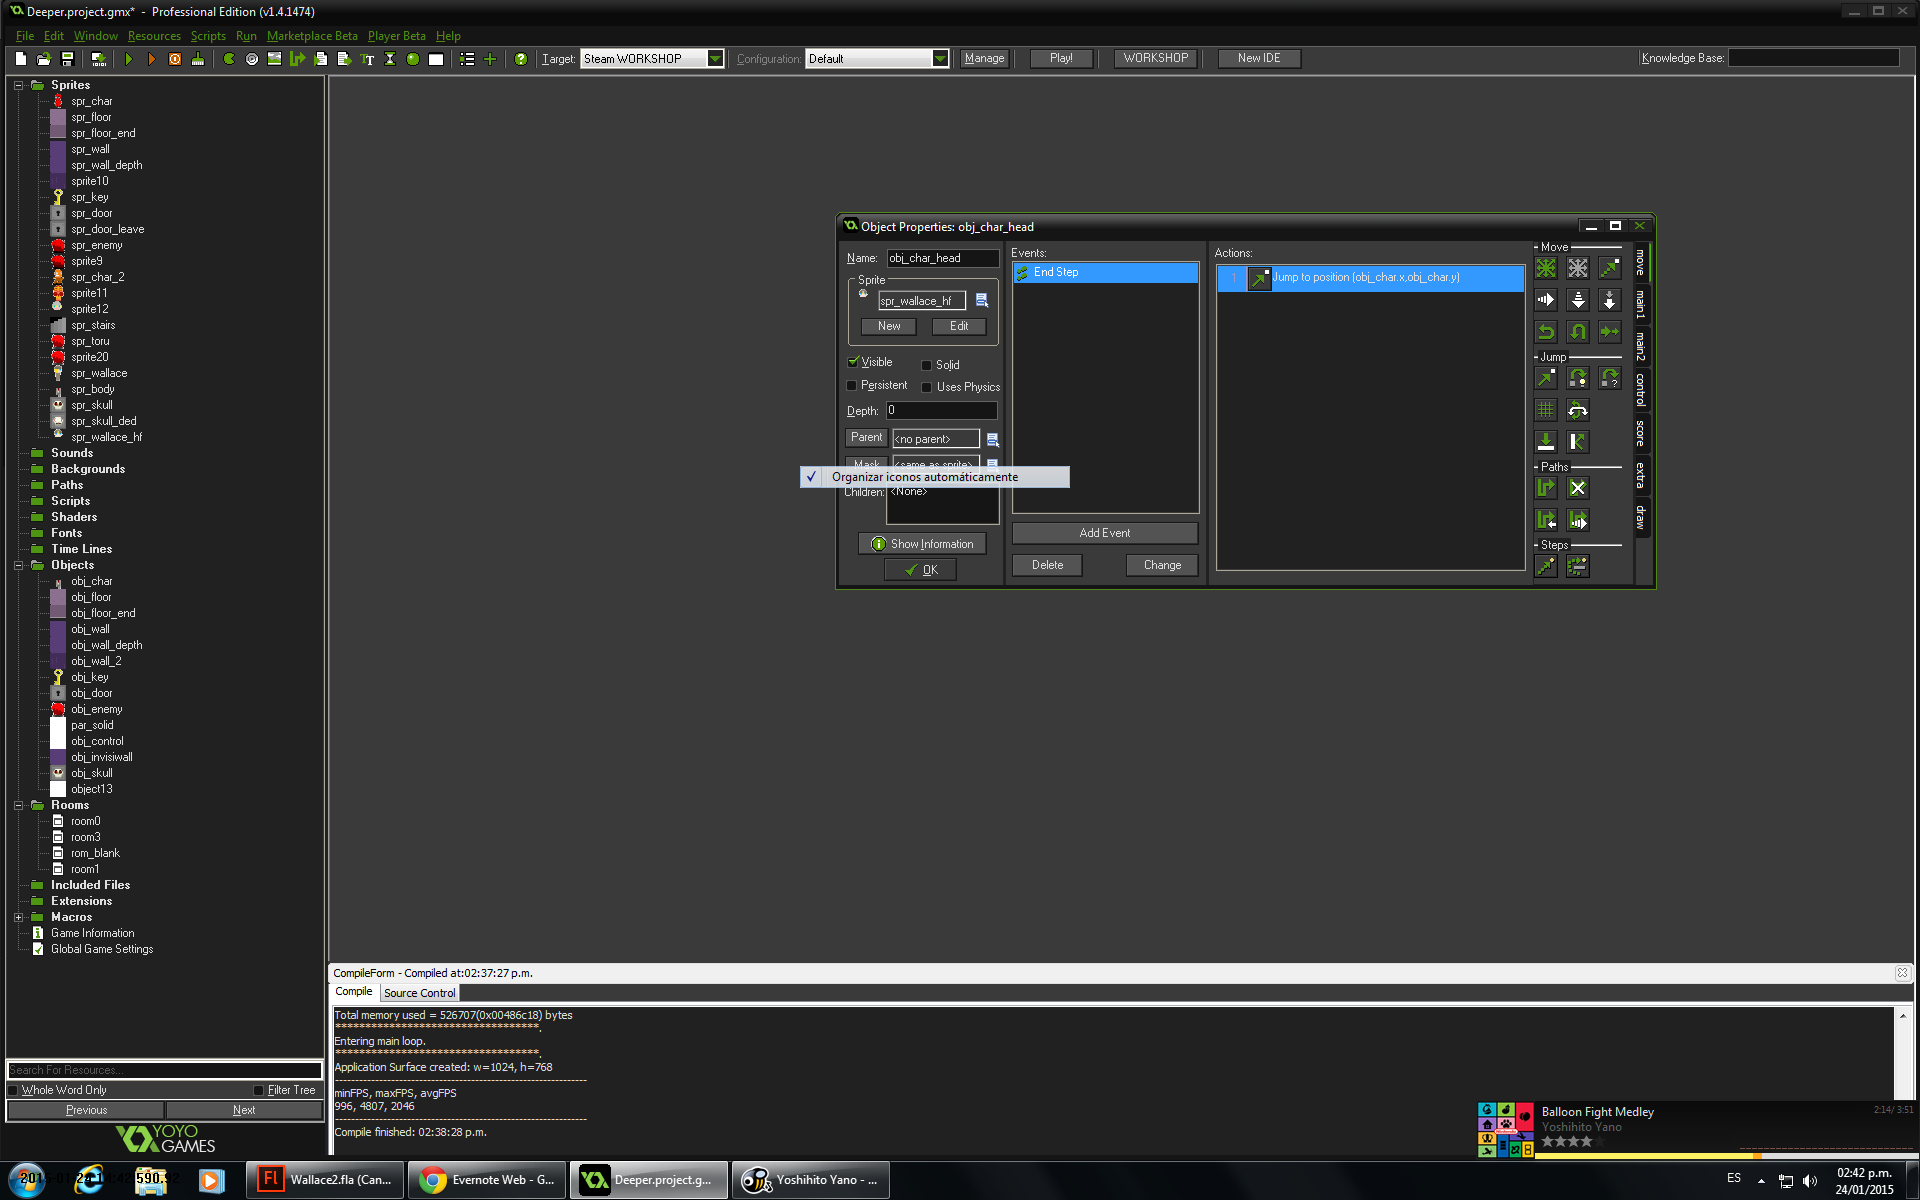 Deeper.project.gmx* - Professional Edition (v1.4.1474)
File Edit Window Resources Scripts Run Marketplace Beta Player Beta Help
Target: Steam WORKSHOP Configuration: Default Manage Play! WORKSHOP New IDE Knowledge Base:
Sprites
spr_char
spr_floor
spr_floor_end
spr_wall
spr_wall_depth
sprite10
spr_key
spr_door
spr_door_leave
spr_enemy
sprite9
spr_char_2
sprite11
sprite12
spr_stairs
spr_toru
sprite20
spr_wallace
spr_body
spr_skull
spr_skull_ded
spr_wallace_hf
Sounds
Backgrounds
Paths
Scripts
Shaders
Fonts
Time Lines
Objects
obj_char
obj_floor
obj_floor_end
obj_wall
obj_wall_depth
obj_wall_2
obj_key
obj_door
obj_enemy
par_solid
obj_control
obj_invisiwall
obj_skull
object13
Rooms
room0
room3
rom_blank
room1
Included Files
Extensions
Macros
Game Information
Global Game Settings
Search For Resources...
Whole Word Only Filter Tree
Previous Next
YOYO GAMES
Object Properties: obj_char_head
Name: obj_char_head
Sprite
spr_wallace_hf
New Edit
Visible Solid
Persistent Uses Physics
Depth: 0
Parent <no parent>
Mask <same as sprite>
Organizar iconos automáticamente
Children: <None>
Show Information
OK
Events:
End Step
Add Event
Delete Change
Actions:
1 Jump to position (obj_char.x,obj_char.y)
Move
Jump
Paths
Steps
move
main1
main2
control
score
extra
draw
CompileForm - Compiled at:02:37:27 p.m.
Compile Source Control
Total memory used = 526707(0x00486c18) bytes
***********************************.
Entering main loop.
***********************************.
Application Surface created: w=1024, h=768
minFPS, maxFPS, avgFPS
996, 4807, 2046
Compile finished: 02:38:28 p.m.
Balloon Fight Medley 2:14/ 3:51
Yoshihito Yano
Wallace2.fla (Can...
Evernote Web - G...
Deeper.project.g...
Yoshihito Yano - ...
ES
02:42 p.m.
24/01/2015